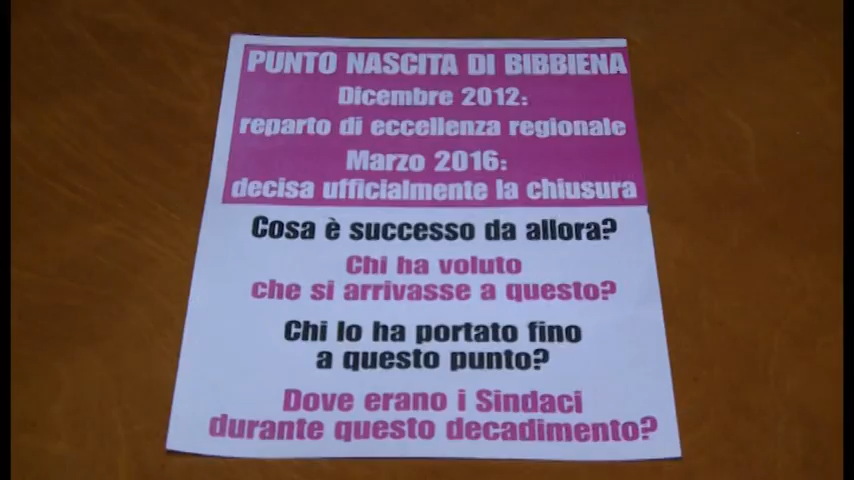 PUNTO NASCITA DI BIBBIENA
Dicembre 2012:
reparto di eccellenza regionale
Marzo 2016:
decisa ufficialmente la chiusura
Cosa è successo da allora?
Chi ha voluto
che si arrivasse a questo?
Chi lo ha portato fino
a questo punto?
Dove erano i Sindaci
durante questo decadimento?